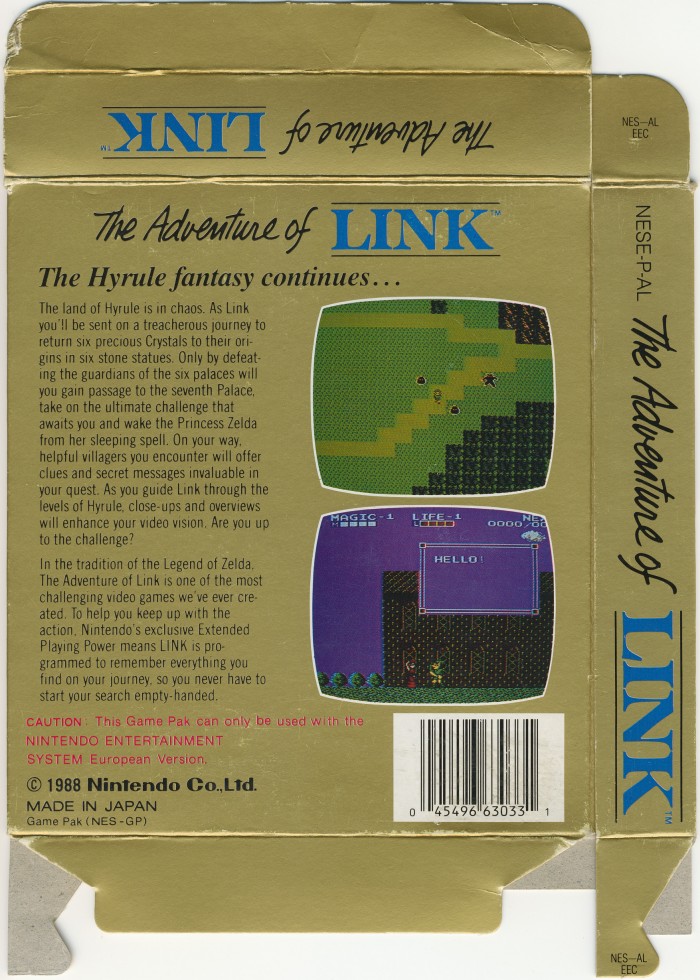 The Adventure of LINK™
NES-AL
EEC
The Adventure of LINK™
The Hyrule fantasy continues...
The land of Hyrule is in chaos. As Link
you'll be sent on a treacherous journey to
return six precious Crystals to their ori-
gins in six stone statues. Only by defeat-
ing the guardians of the six palaces will
you gain passage to the seventh Palace,
take on the ultimate challenge that
awaits you and wake the Princess Zelda
from her sleeping spell. On your way,
helpful villagers you encounter will offer
clues and secret messages invaluable in
your quest. As you guide Link through the
levels of Hyrule, close-ups and overviews
will enhance your video vision. Are you up
to the challenge?
In the tradition of the Legend of Zelda.
The Adventure of Link is one of the most
challenging video games we've ever cre-
ated. To help you keep up with the
action, Nintendo's exclusive Extended
Playing Power means LINK is pro-
grammed to remember everything you
find on your journey, so you never have to
start your search empty-handed.
MAGIC-1 LIFE-1 NE
0000/00
HELLO!
CAUTION: This Game Pak can only be used with the
NINTENDO ENTERTAINMENT
SYSTEM European Version.
© 1988 Nintendo Co.,Ltd.
MADE IN JAPAN
Game Pak (NES-GP)
0 45496 63033 1
NESE-P-AL The Adventure of LINK™
NES-AL
EEC